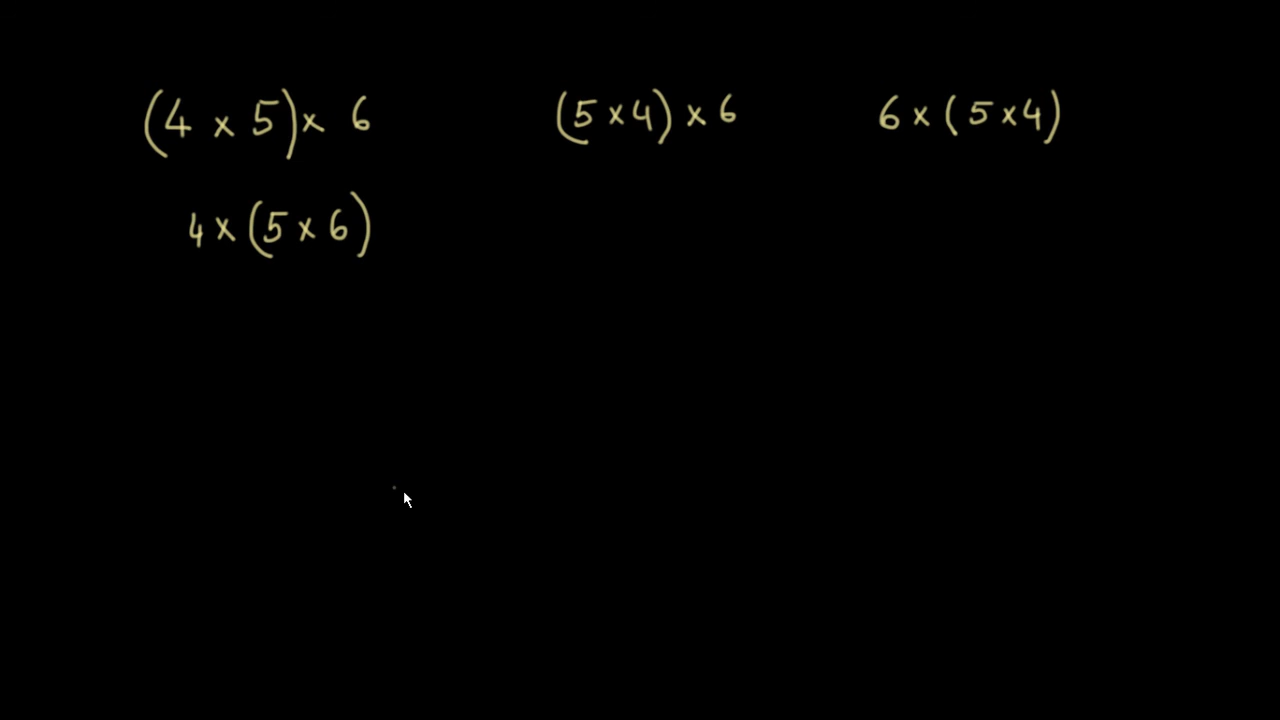 (4 x 5) x 6
(5 x 4) x 6
6 x (5 x 4)
4 x (5 x 6)